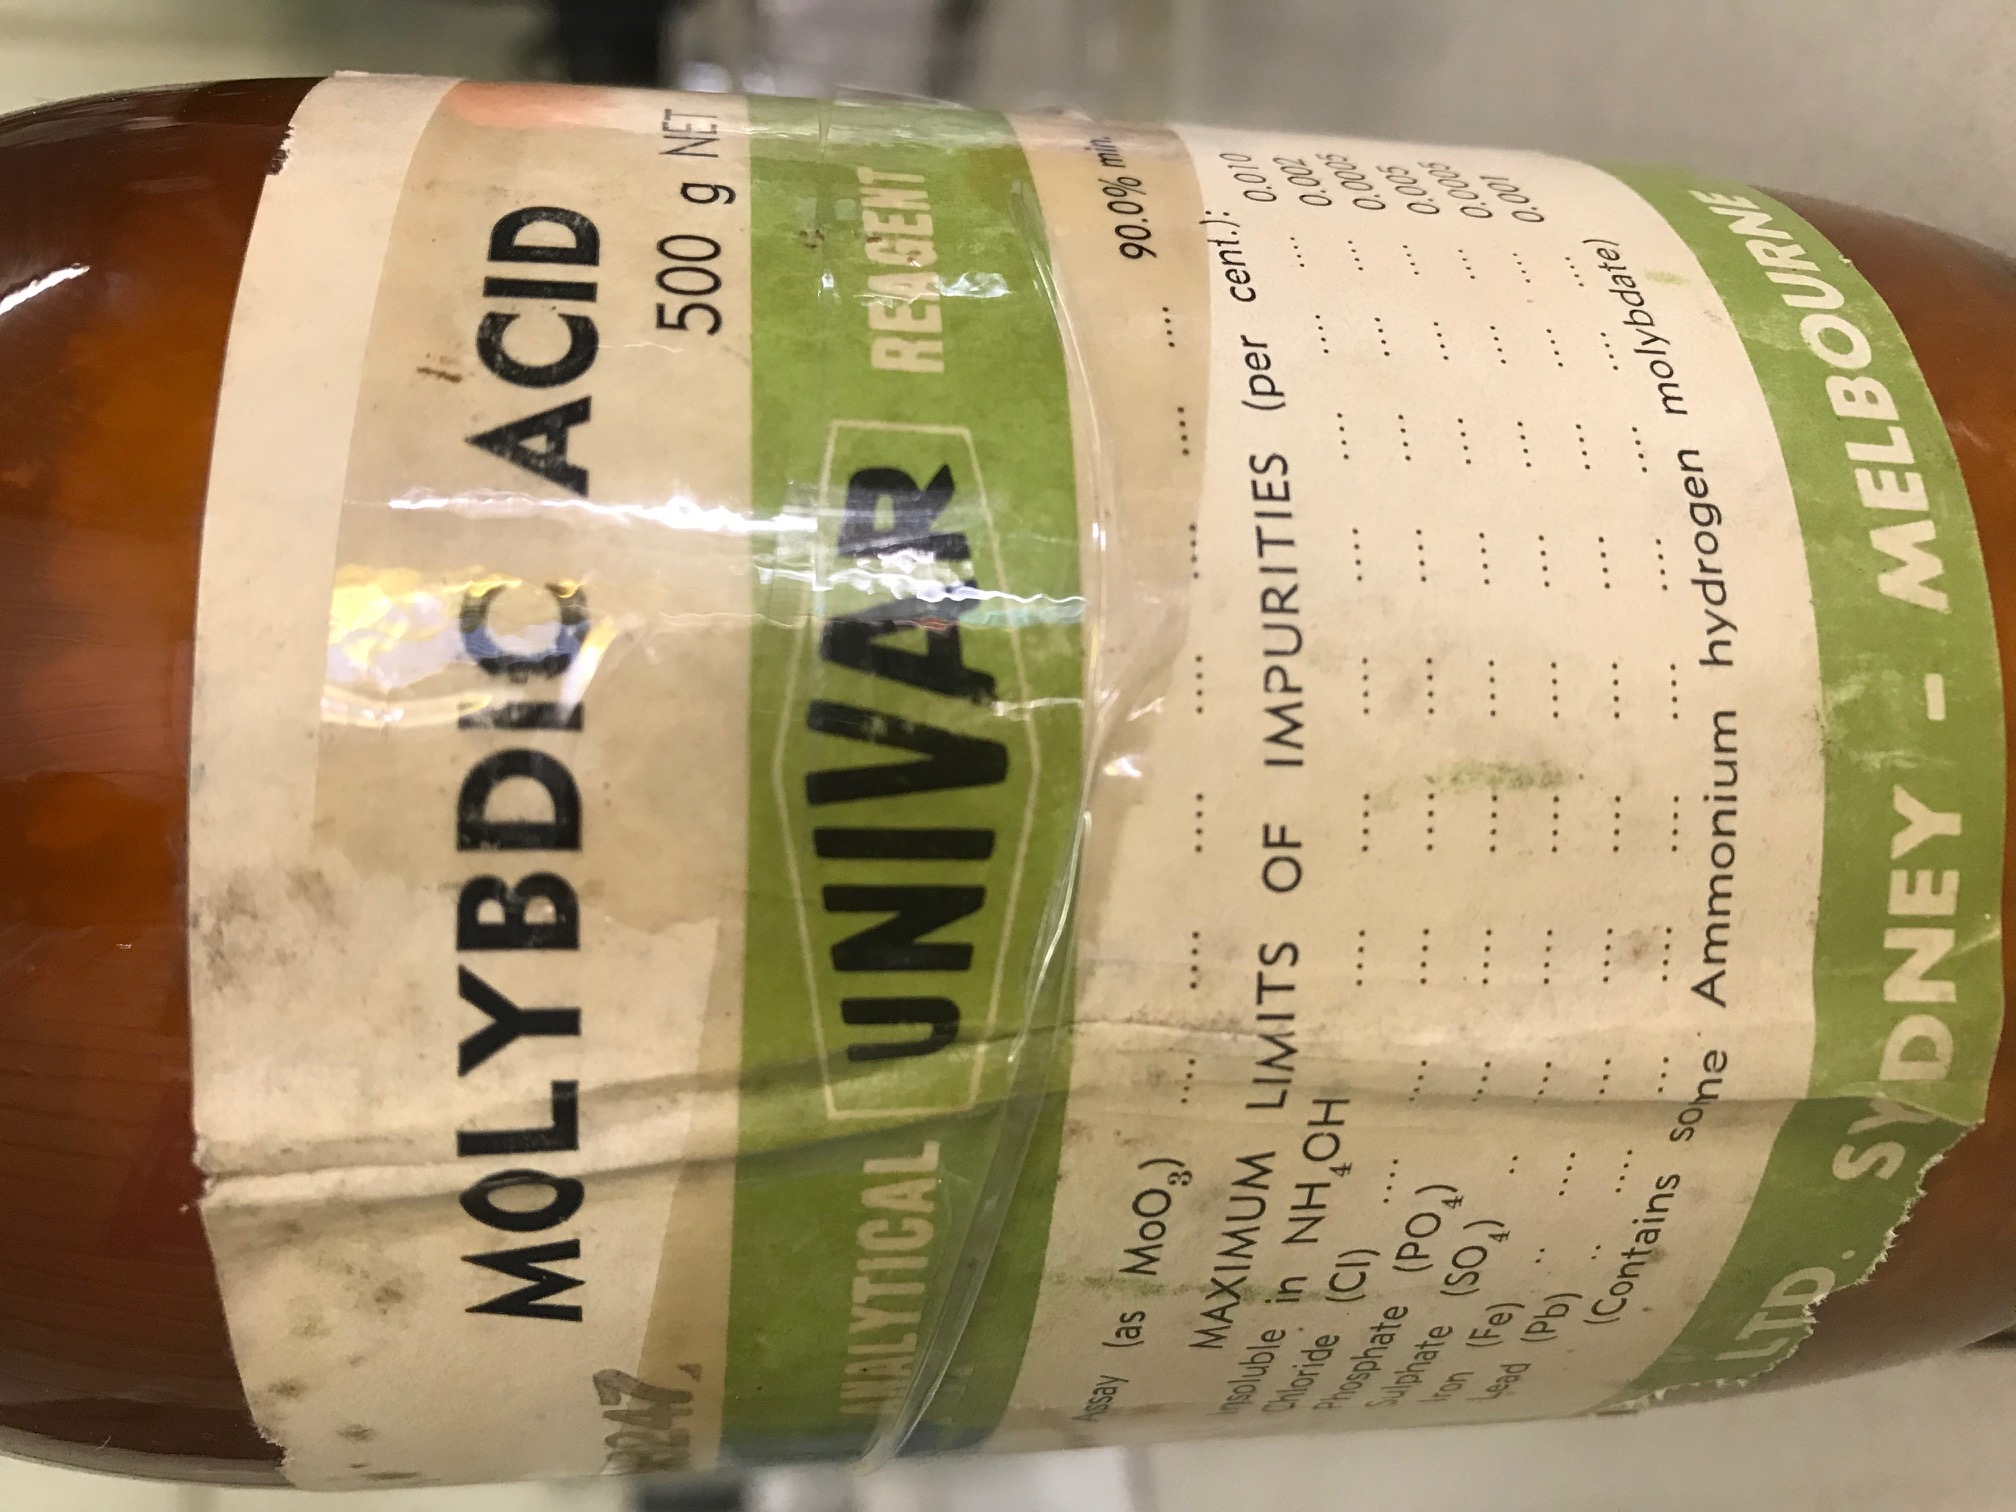 MOLYBDIC ACID
500 g NET
ANALYTICAL UNIVAR REAGENT
Assay (as MoO₃) .... .... .... .... .... .... .... 90.0% min.
MAXIMUM LIMITS OF IMPURITIES (per cent.):
Insoluble in NH₄OH .... .... .... .... .... .... .... 0.010
Chloride (Cl) .... .... .... .... .... .... .... .... 0.002
Phosphate (PO₄) .... .... .... .... .... .... .... 0.0005
Sulphate (SO₄) .... .... .... .... .... .... .... 0.005
Iron (Fe) .. .. .... .... .... .... .... .... .... 0.0005
Lead (Pb) .. .... .... .... .... .... .... .... 0.001
(Contains some Ammonium hydrogen molybdate)
LTD. SYDNEY - MELBOURNE